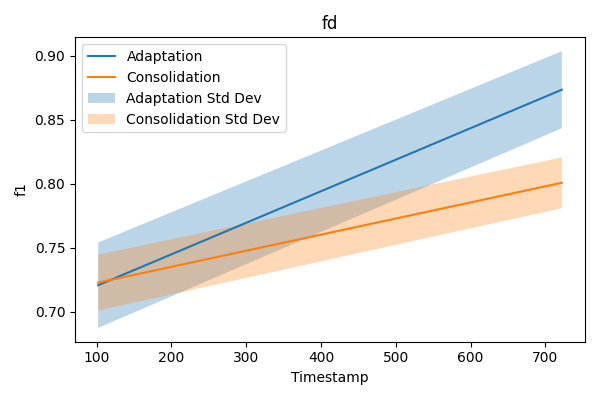 fd
Adaptation
Consolidation
Adaptation Std Dev
Consolidation Std Dev
f1
0.90
0.85
0.80
0.75
0.70
100 200 300 400 500 600 700
Timestamp